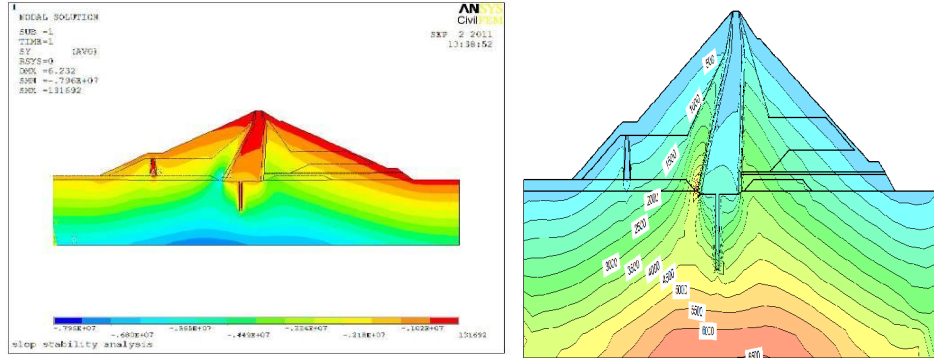 1
NODAL SOLUTION
SUB =1
TIME=1
SY (AVG)
RSYS=0
DMX =6.232
SMN =-.796E+07
SMX =131692
ANSYS
CivilFEM
SEP 2 2011
13:38:52
-.796E+07
-.680E+07
-.565E+07
-.449E+07
-.334E+07
-.218E+07
-.102E+07
131692
slop stability analysis
500
1000
1500
2000
2500
3000
3500
4000
4500
5000
5500
6000
6500